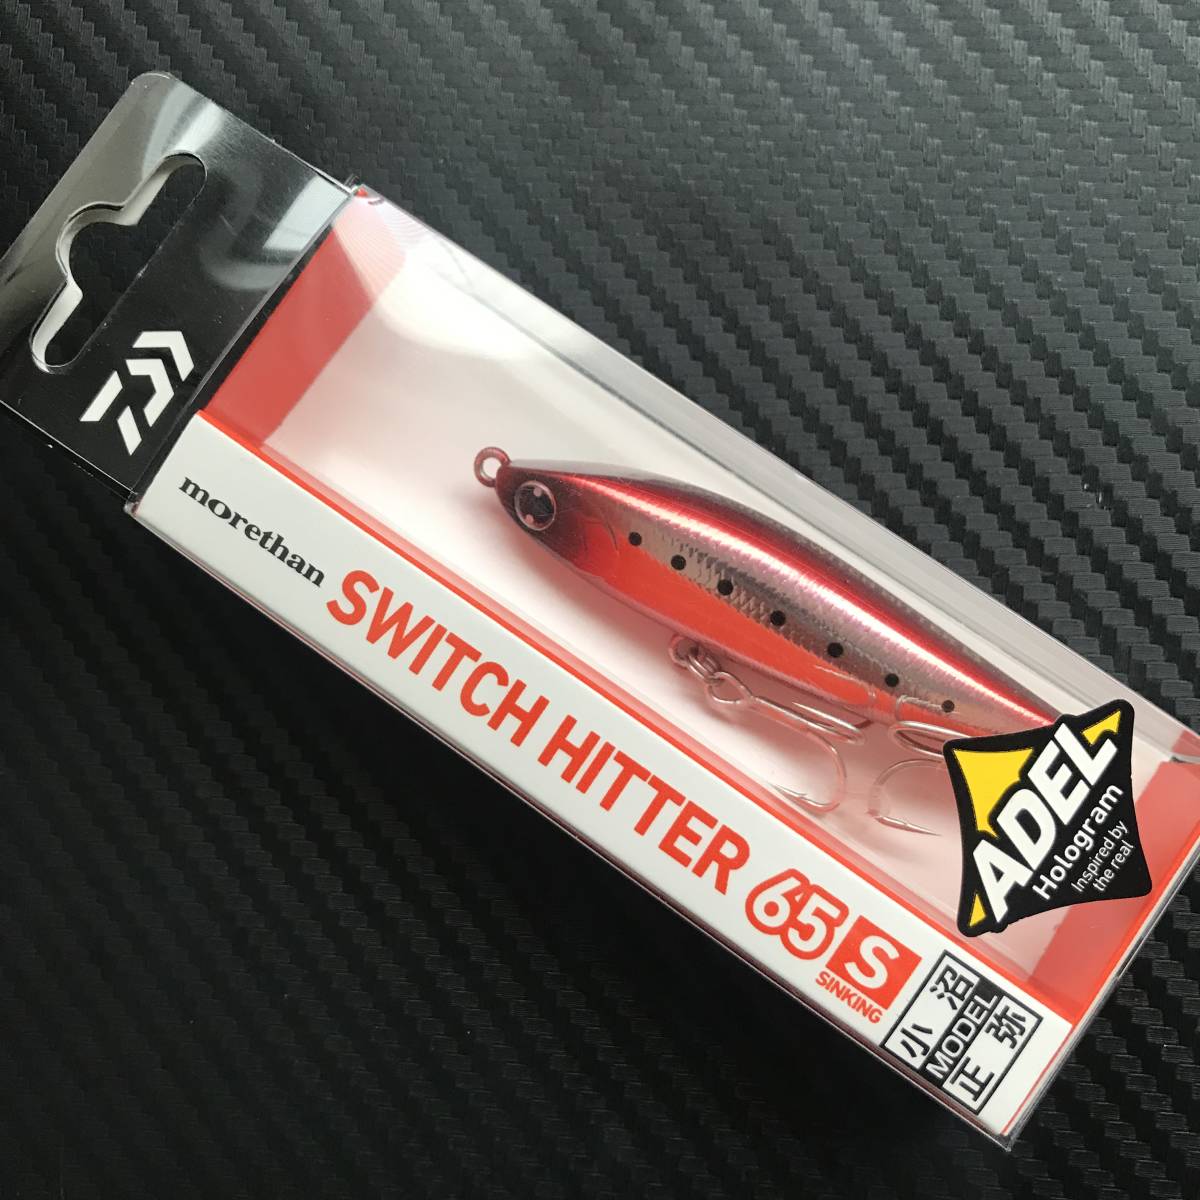 morethan
SWITCH HITTER 65 S
SINKING
小沼
MODEL
正弥
ADEL
Hologram
Inspired by
the real